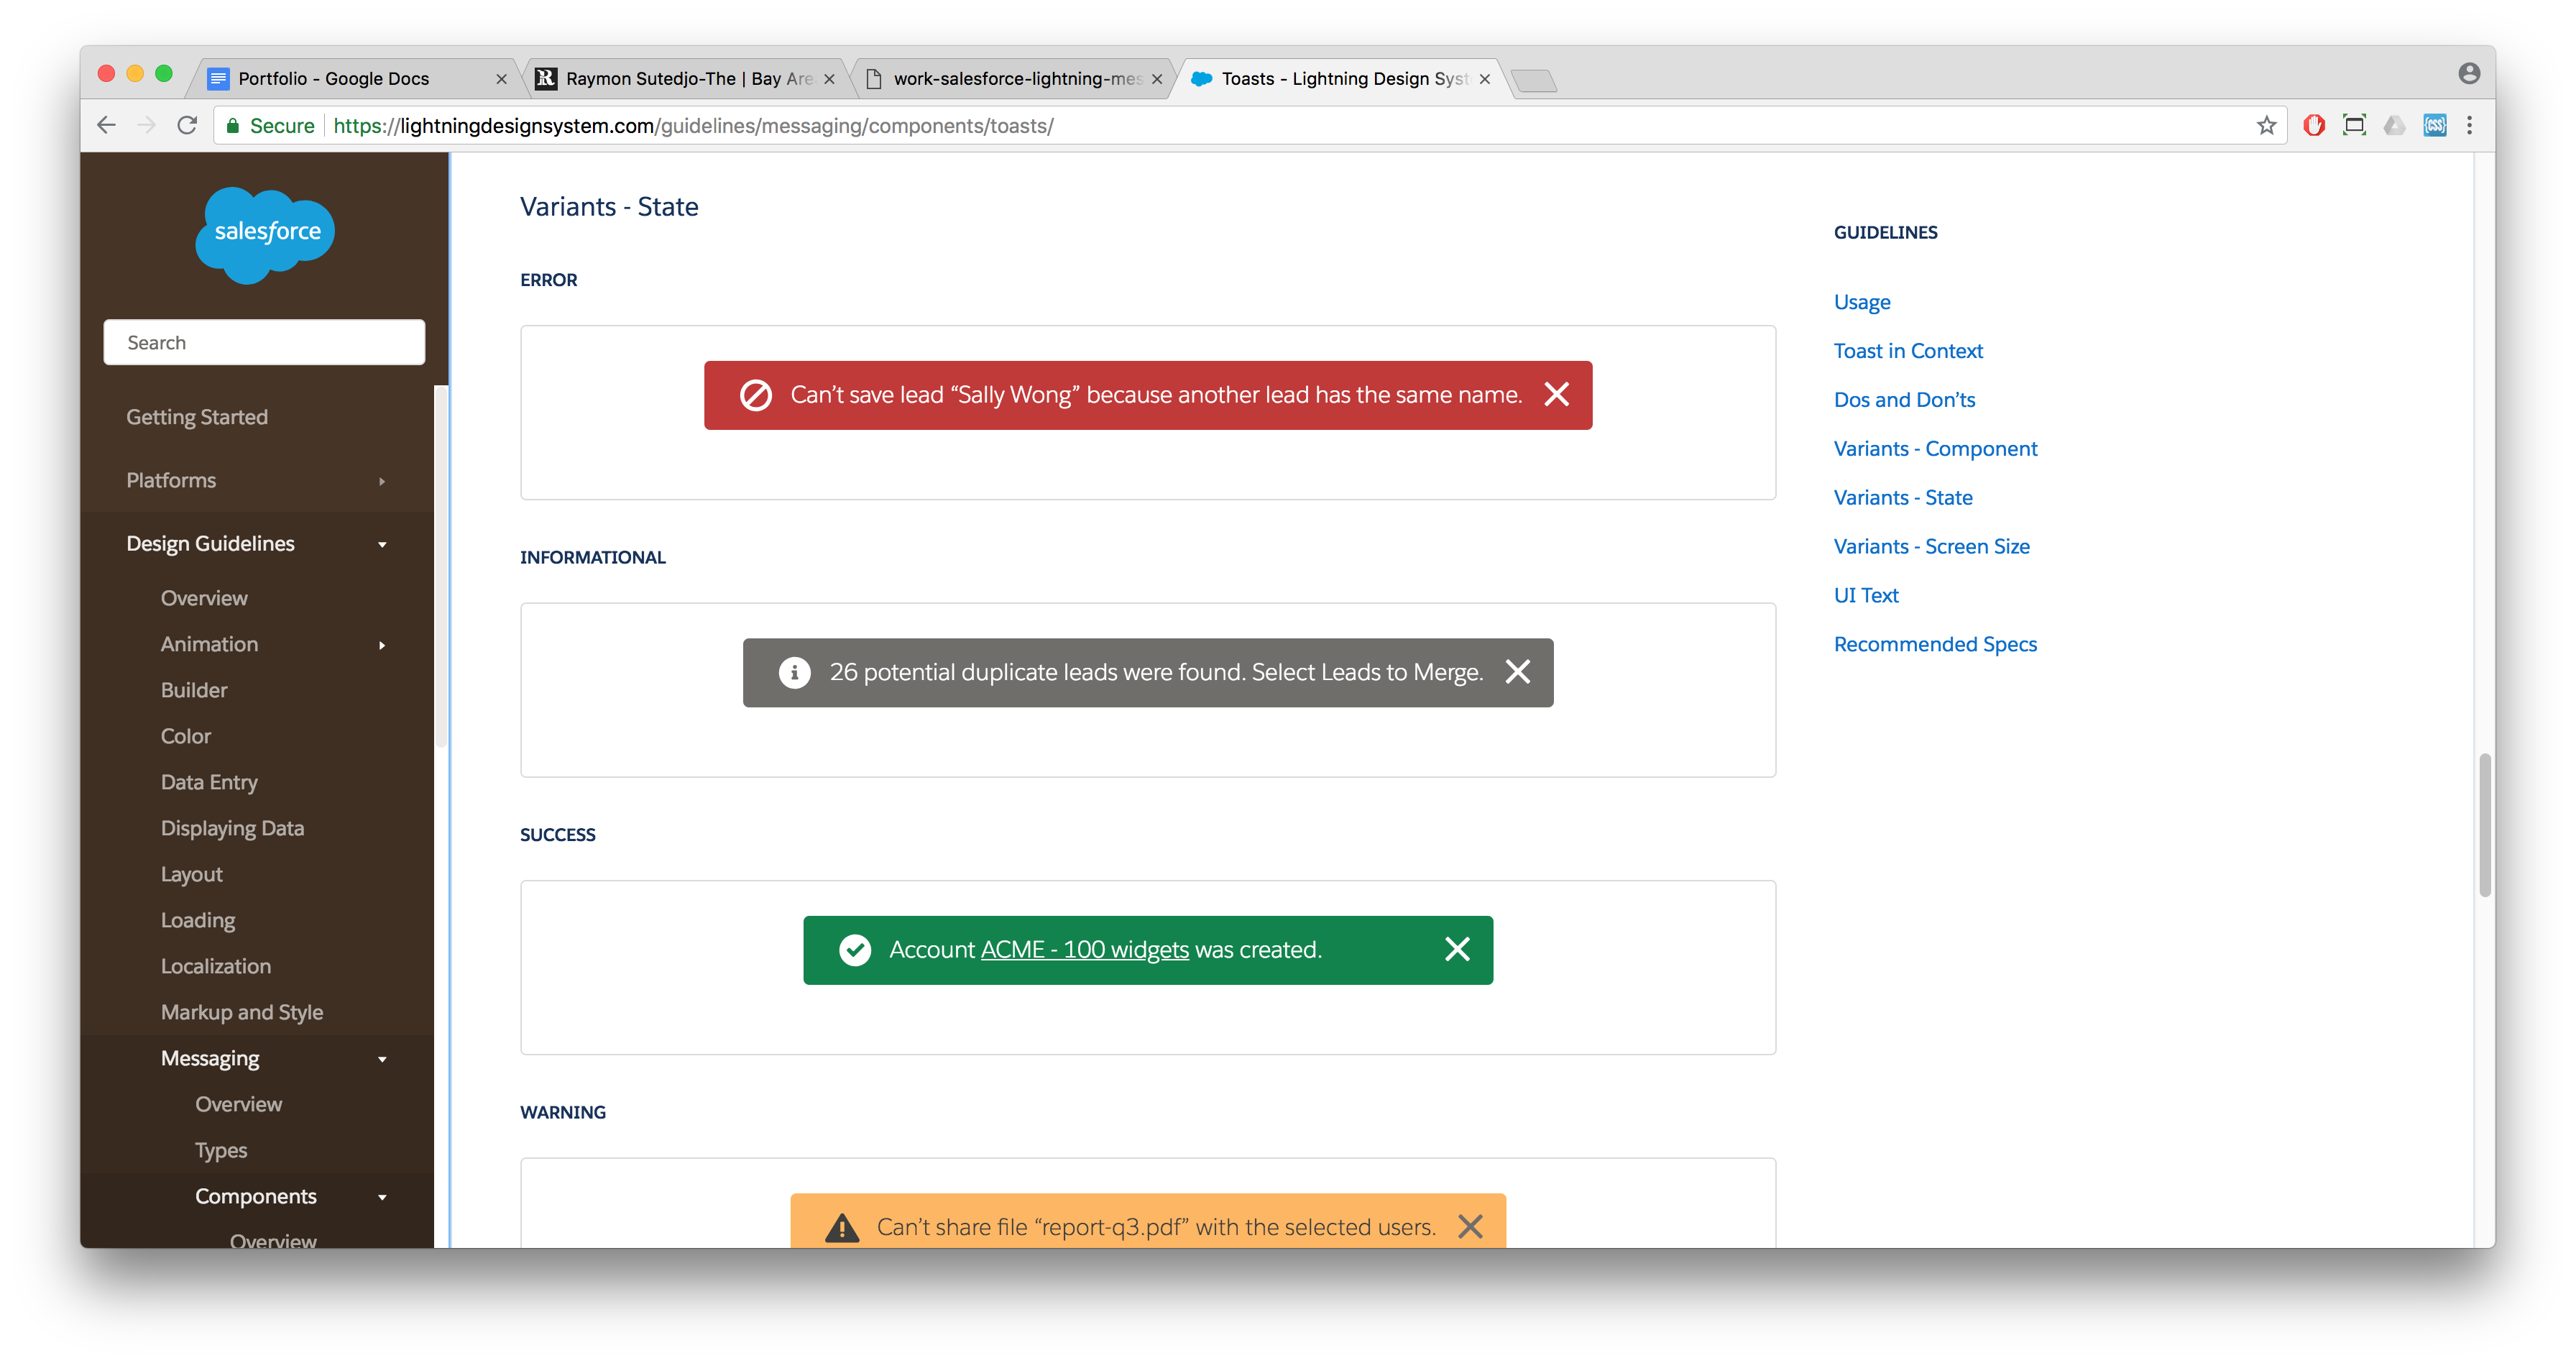 Portfolio - Google Docs
Raymon Sutedjo-The | Bay Are
work-salesforce-lightning-mes
Toasts - Lightning Design Syst
Secure
https://lightningdesignsystem.com/guidelines/messaging/components/toasts/
salesforce
Search
Getting Started
Platforms
Design Guidelines
Overview
Animation
Builder
Color
Data Entry
Displaying Data
Layout
Loading
Localization
Markup and Style
Messaging
Overview
Types
Components
Overview
Variants - State
ERROR
Can’t save lead “Sally Wong” because another lead has the same name.
INFORMATIONAL
26 potential duplicate leads were found. Select Leads to Merge.
SUCCESS
Account ACME - 100 widgets was created.
WARNING
Can’t share file “report-q3.pdf” with the selected users.
GUIDELINES
Usage
Toast in Context
Dos and Don’ts
Variants - Component
Variants - State
Variants - Screen Size
UI Text
Recommended Specs
{css}